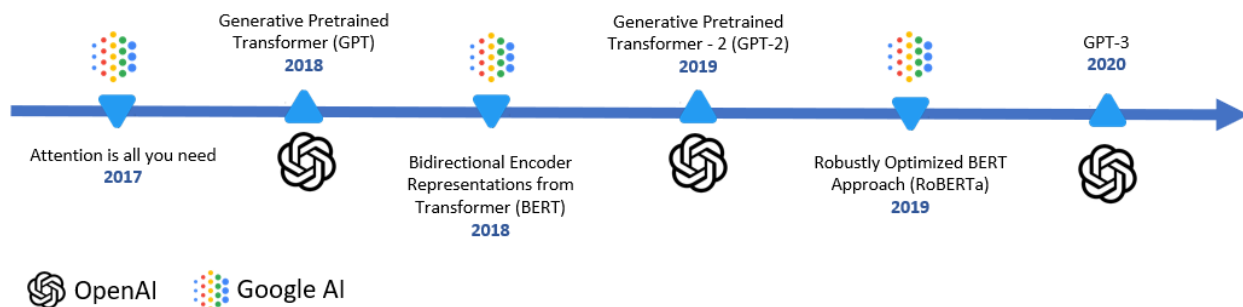 Generative Pretrained
Transformer (GPT)
2018
Generative Pretrained
Transformer - 2 (GPT-2)
2019
GPT-3
2020
Attention is all you need
2017
Bidirectional Encoder
Representations from
Transformer (BERT)
2018
Robustly Optimized BERT
Approach (RoBERTa)
2019
OpenAI
Google AI